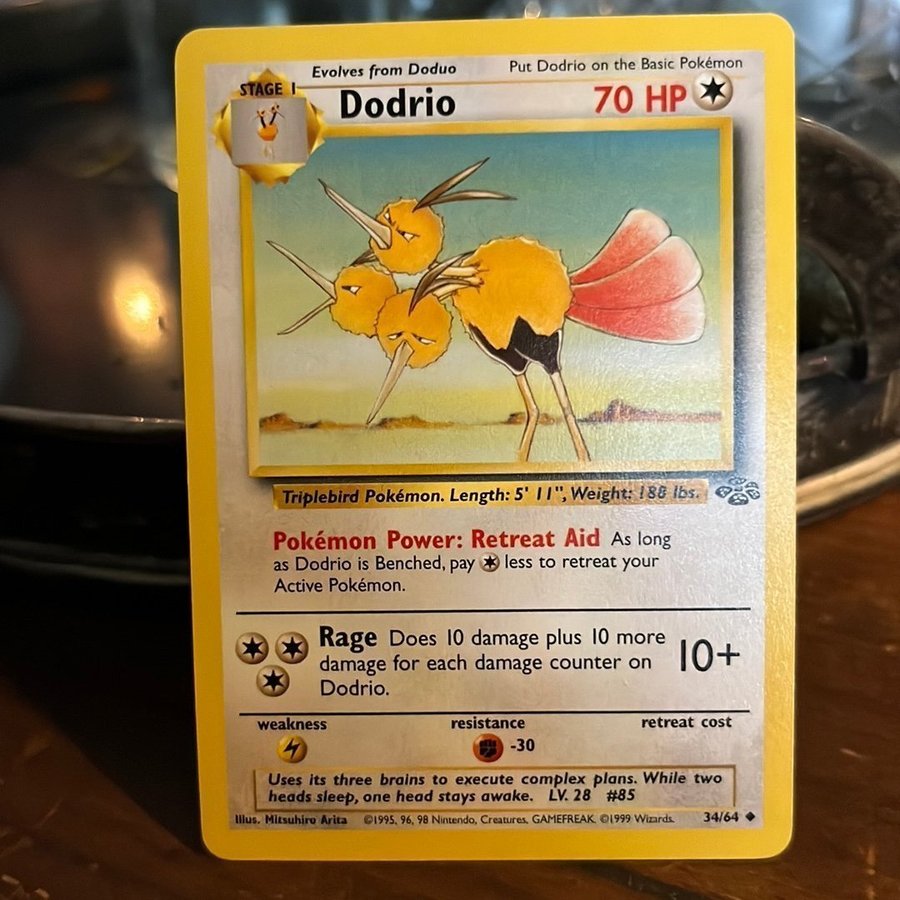 Evolves from Doduo Put Dodrio on the Basic Pokémon
STAGE 1
Dodrio 70 HP
Triplebird Pokémon. Length: 5' 11", Weight: 188 lbs.
Pokémon Power: Retreat Aid As long
as Dodrio is Benched, pay less to retreat your
Active Pokémon.
Rage Does 10 damage plus 10 more
damage for each damage counter on
Dodrio.
10+
weakness resistance retreat cost
-30
Uses its three brains to execute complex plans. While two
heads sleep, one head stays awake. LV. 28 #85
Illus. Mitsuhiro Arita ©1995, 96, 98 Nintendo, Creatures, GAMEFREAK. ©1999 Wizards. 34/64